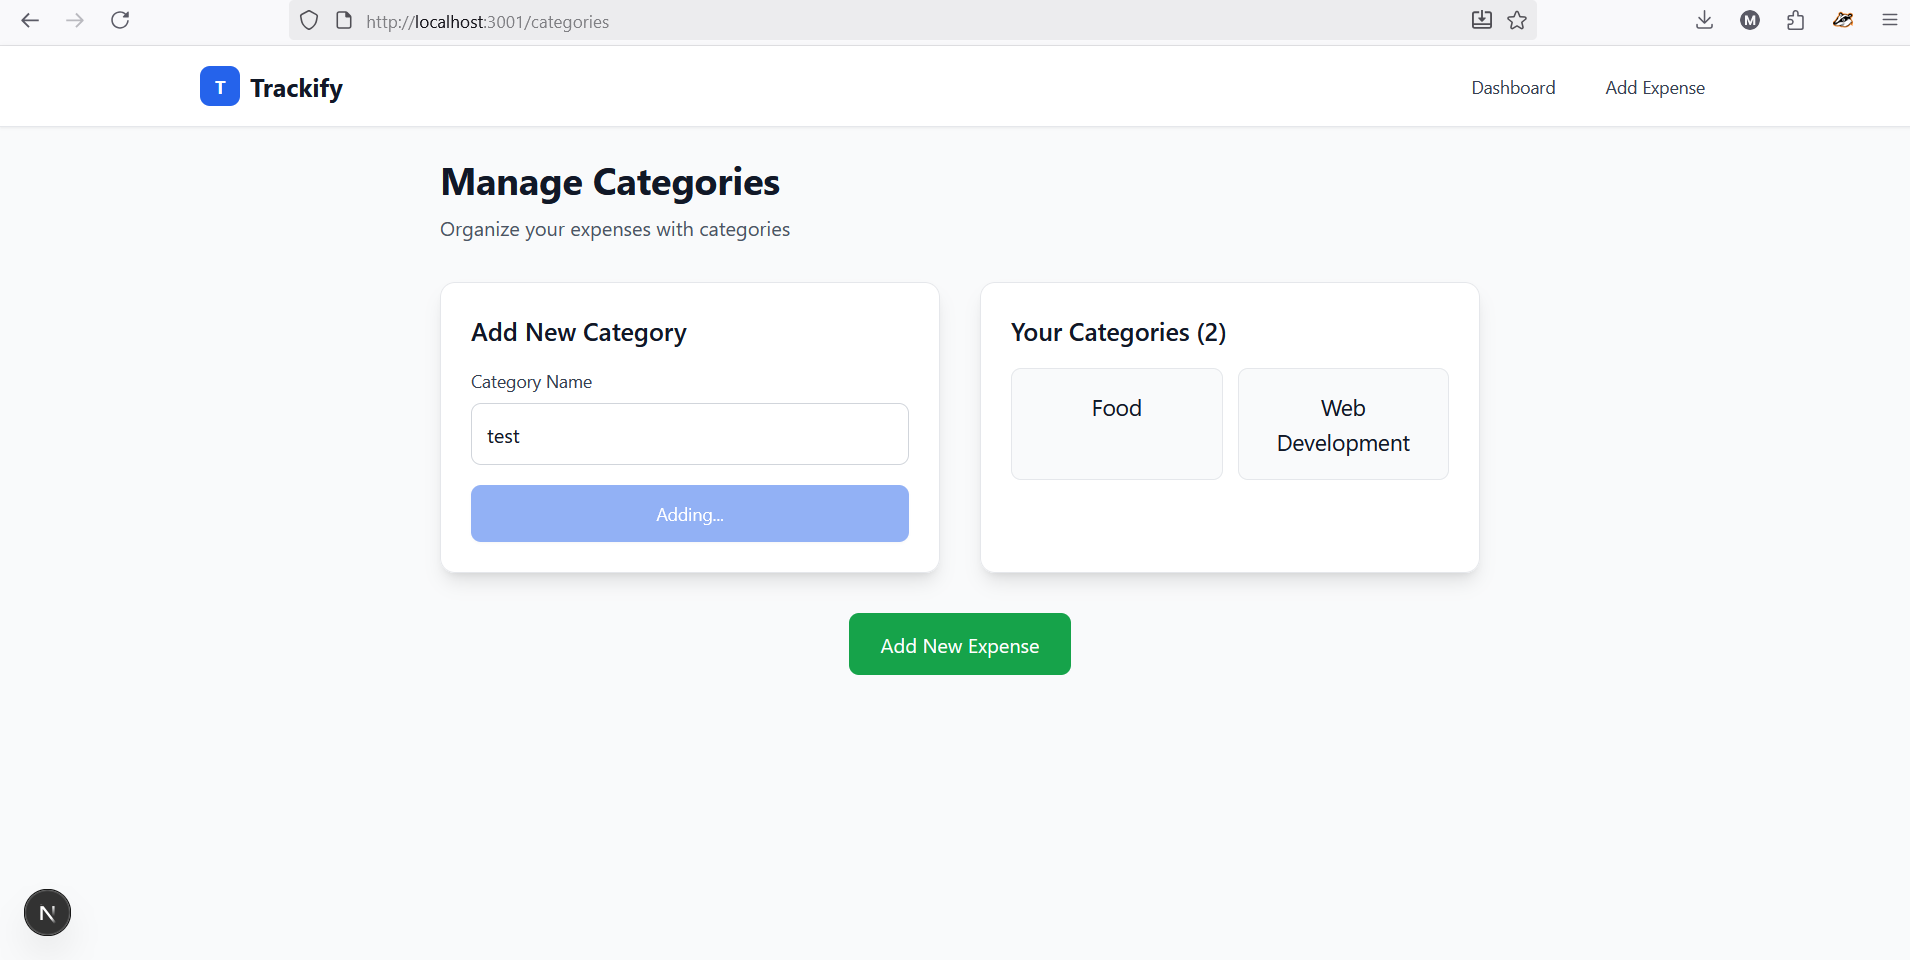 http://localhost:3001/categories
M
T Trackify
Dashboard
Add Expense
Manage Categories
Organize your expenses with categories
Add New Category
Category Name
test
Adding...
Your Categories (2)
Food
Web
Development
Add New Expense
N